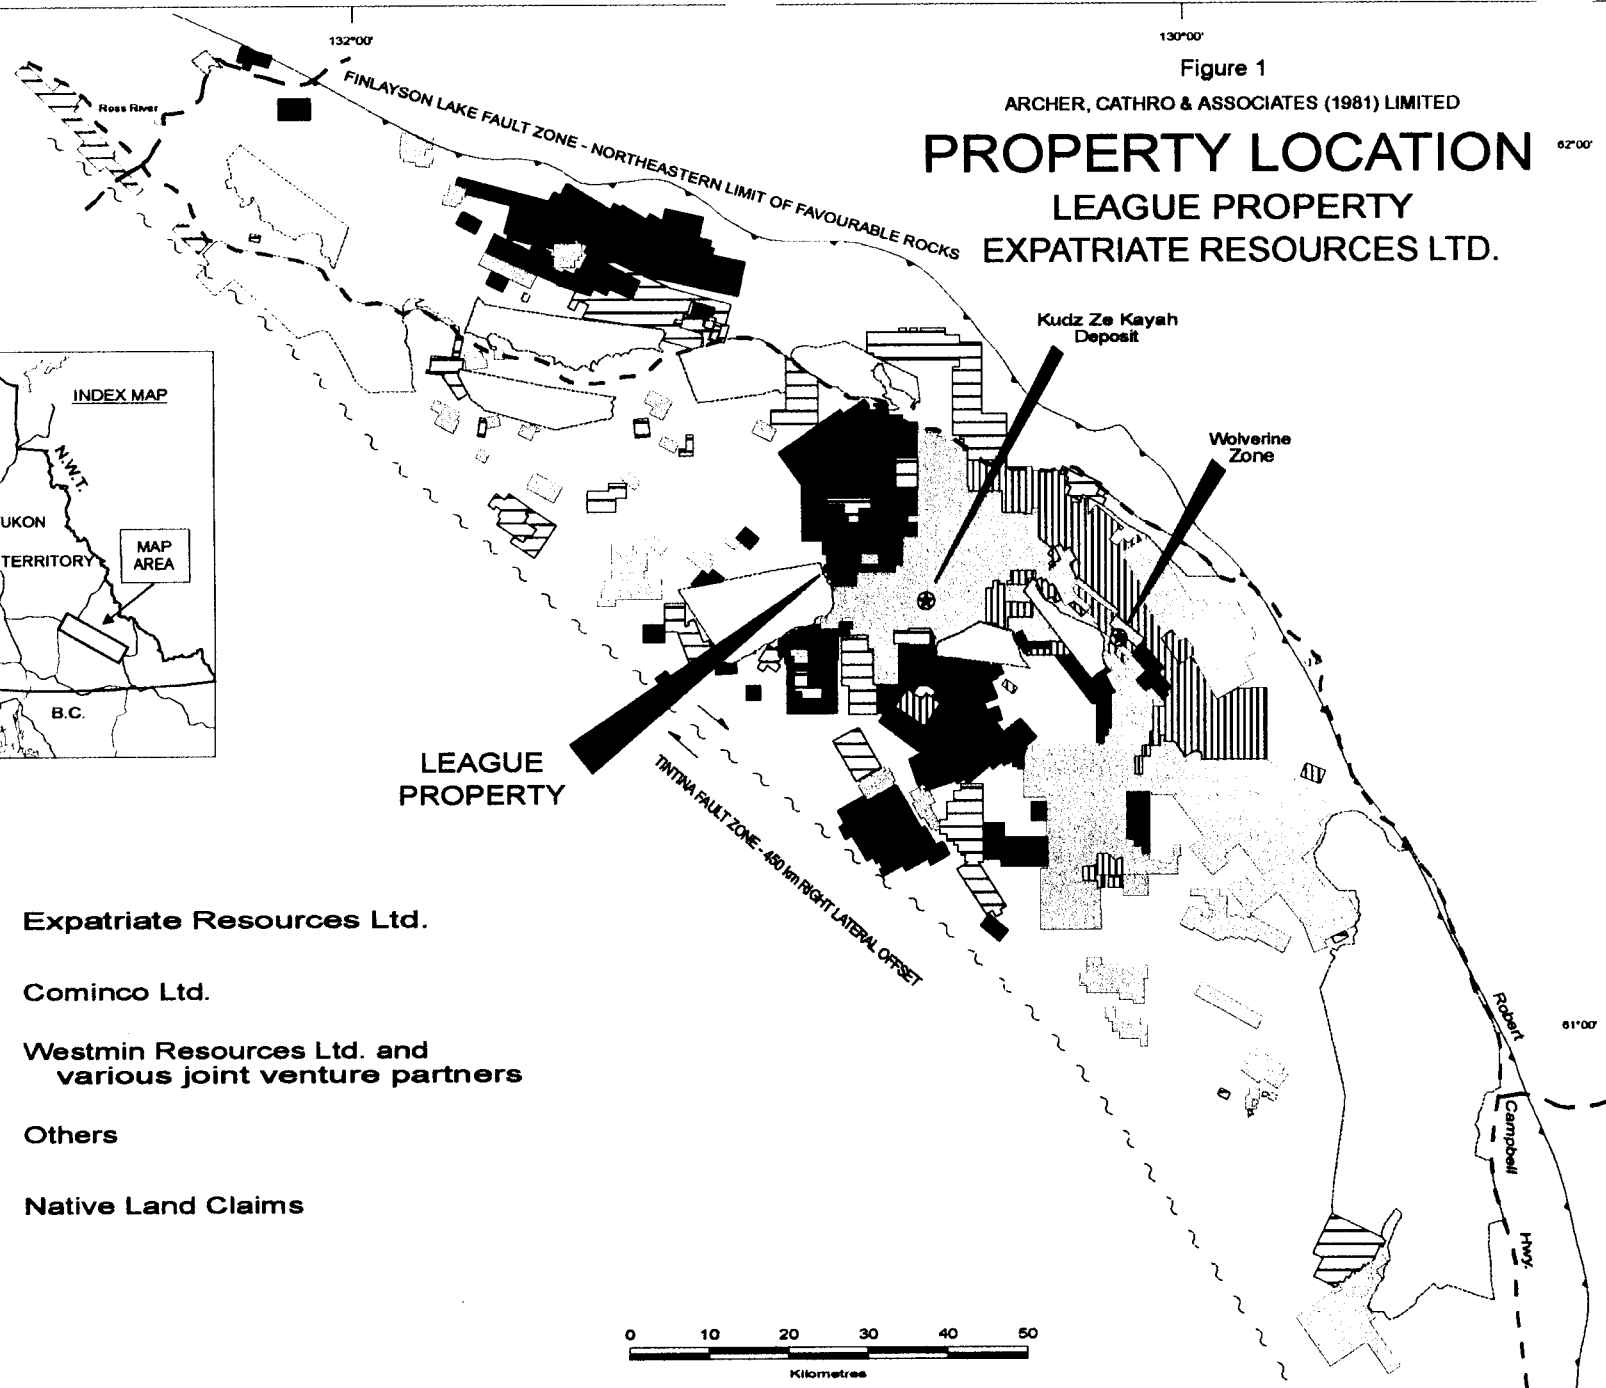 132°00'
130°00'
Figure 1
ARCHER, CATHRO & ASSOCIATES (1981) LIMITED
PROPERTY LOCATION
62°00'
LEAGUE PROPERTY
EXPATRIATE RESOURCES LTD.
Ross River
FINLAYSON LAKE FAULT ZONE - NORTHEASTERN LIMIT OF FAVOURABLE ROCKS
Kudz Ze Kayah
Deposit
Wolverine
Zone
INDEX MAP
N.W.T.
UKON
TERRITORY
MAP
AREA
B.C.
LEAGUE
PROPERTY
TINTINA FAULT ZONE - 450 km RIGHT LATERAL OFFSET
Expatriate Resources Ltd.
Cominco Ltd.
Westmin Resources Ltd. and
various joint venture partners
Others
Native Land Claims
61°00'
Robert
Campbell
Hwy.
0 10 20 30 40 50
Kilometres